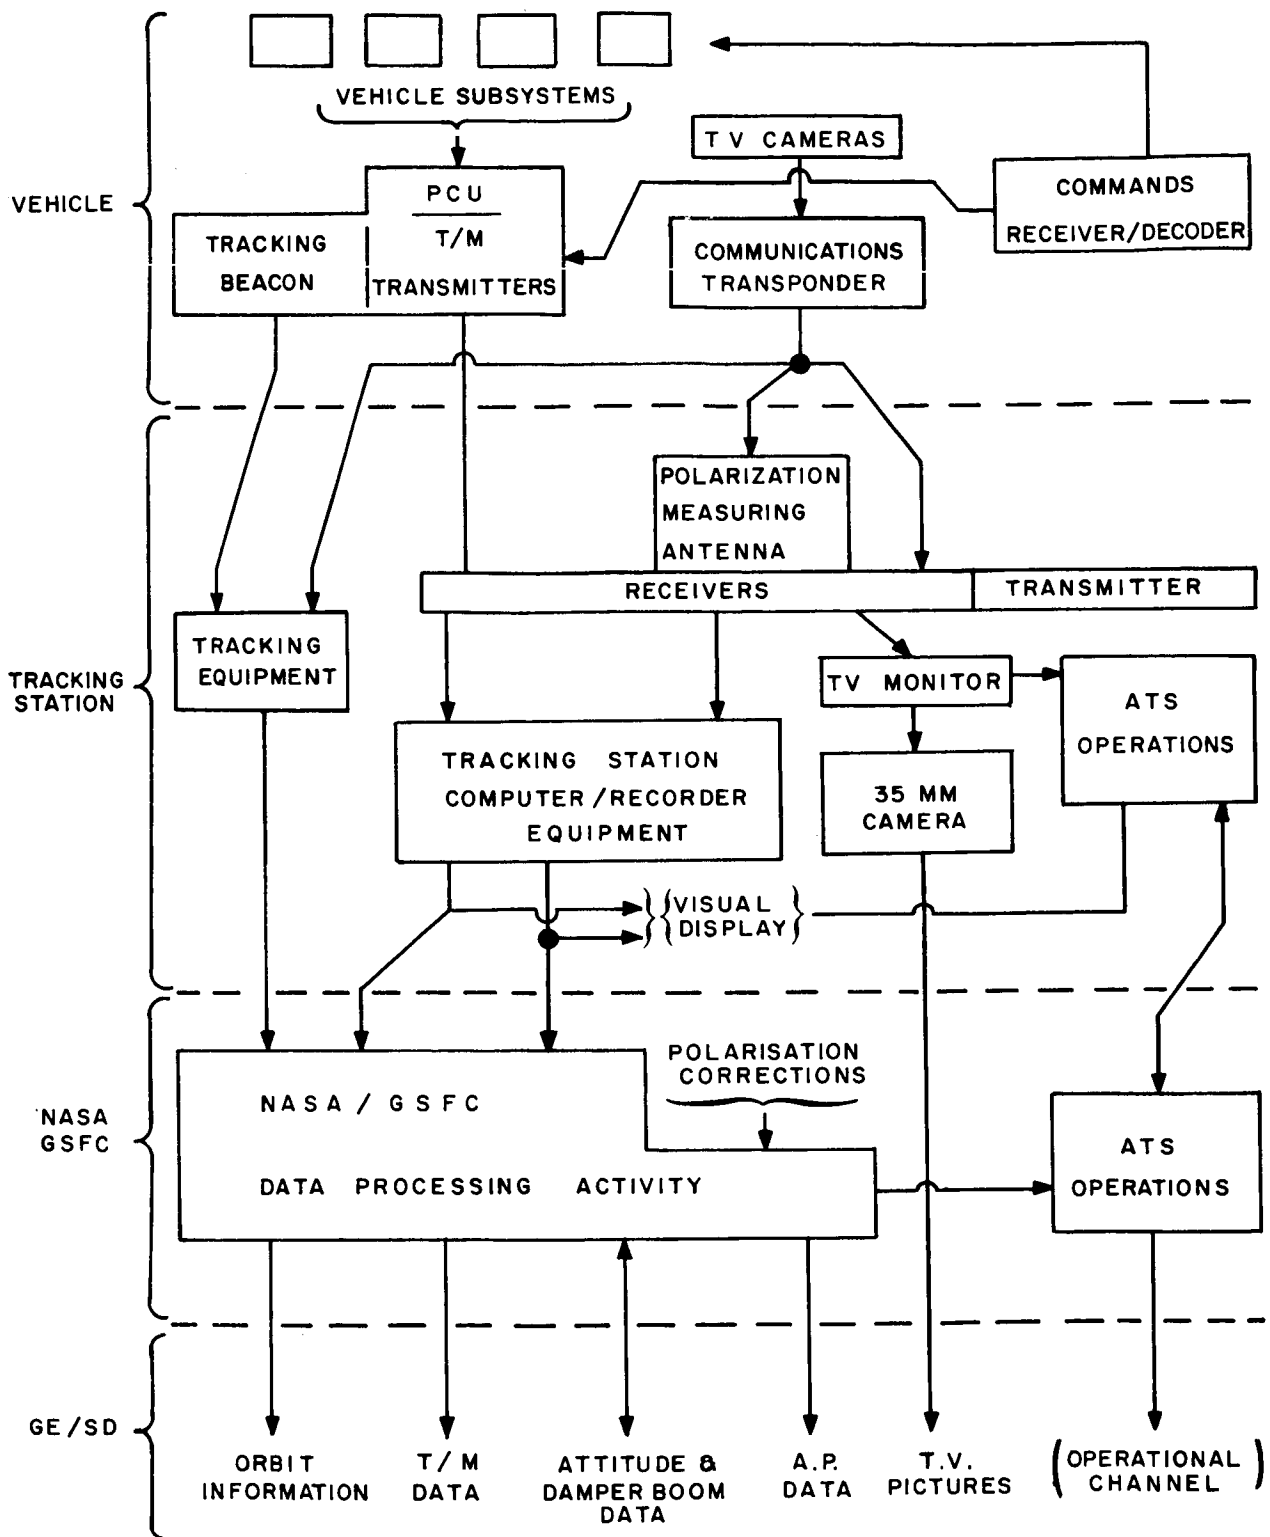 VEHICLE SUBSYSTEMS
TV CAMERAS
COMMANDS
RECEIVER/DECODER
VEHICLE
PCU
T/M
TRANSMITTERS
TRACKING
BEACON
COMMUNICATIONS
TRANSPONDER
POLARIZATION
MEASURING
ANTENNA
RECEIVERS
TRANSMITTER
TRACKING
EQUIPMENT
TRACKING
STATION
TV MONITOR
ATS
OPERATIONS
TRACKING STATION
COMPUTER/RECORDER
EQUIPMENT
35 MM
CAMERA
VISUAL
DISPLAY
NASA
GSFC
NASA/GSFC
DATA PROCESSING ACTIVITY
POLARISATION
CORRECTIONS
ATS
OPERATIONS
GE/SD
ORBIT
INFORMATION
T/M
DATA
ATTITUDE &
DAMPER BOOM
DATA
A.P.
DATA
T.V.
PICTURES
(OPERATIONAL
CHANNEL)